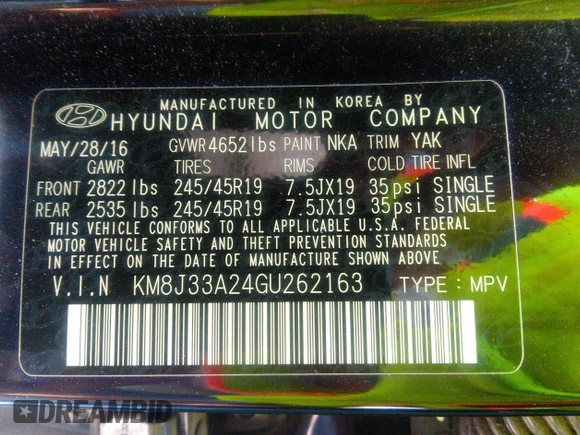 MANUFACTURED IN KOREA BY
HYUNDAI MOTOR COMPANY
MAY/28/16 GVWR 4652 lbs PAINT NKA TRIM YAK
GAWR TIRES RIMS COLD TIRE INFL
FRONT 2822 lbs 245/45R19 7.5JX19 35psi SINGLE
REAR 2535 lbs 245/45R19 7.5JX19 35psi SINGLE
THIS VEHICLE CONFORMS TO ALL APPLICABLE U.S.A. FEDERAL
MOTOR VEHICLE SAFETY AND THEFT PREVENTION STANDARDS
IN EFFECT ON THE DATE OF MANUFACTURE SHOWN ABOVE.
V.I.N KM8J33A24GU262163 TYPE : MPV
DREAMBID